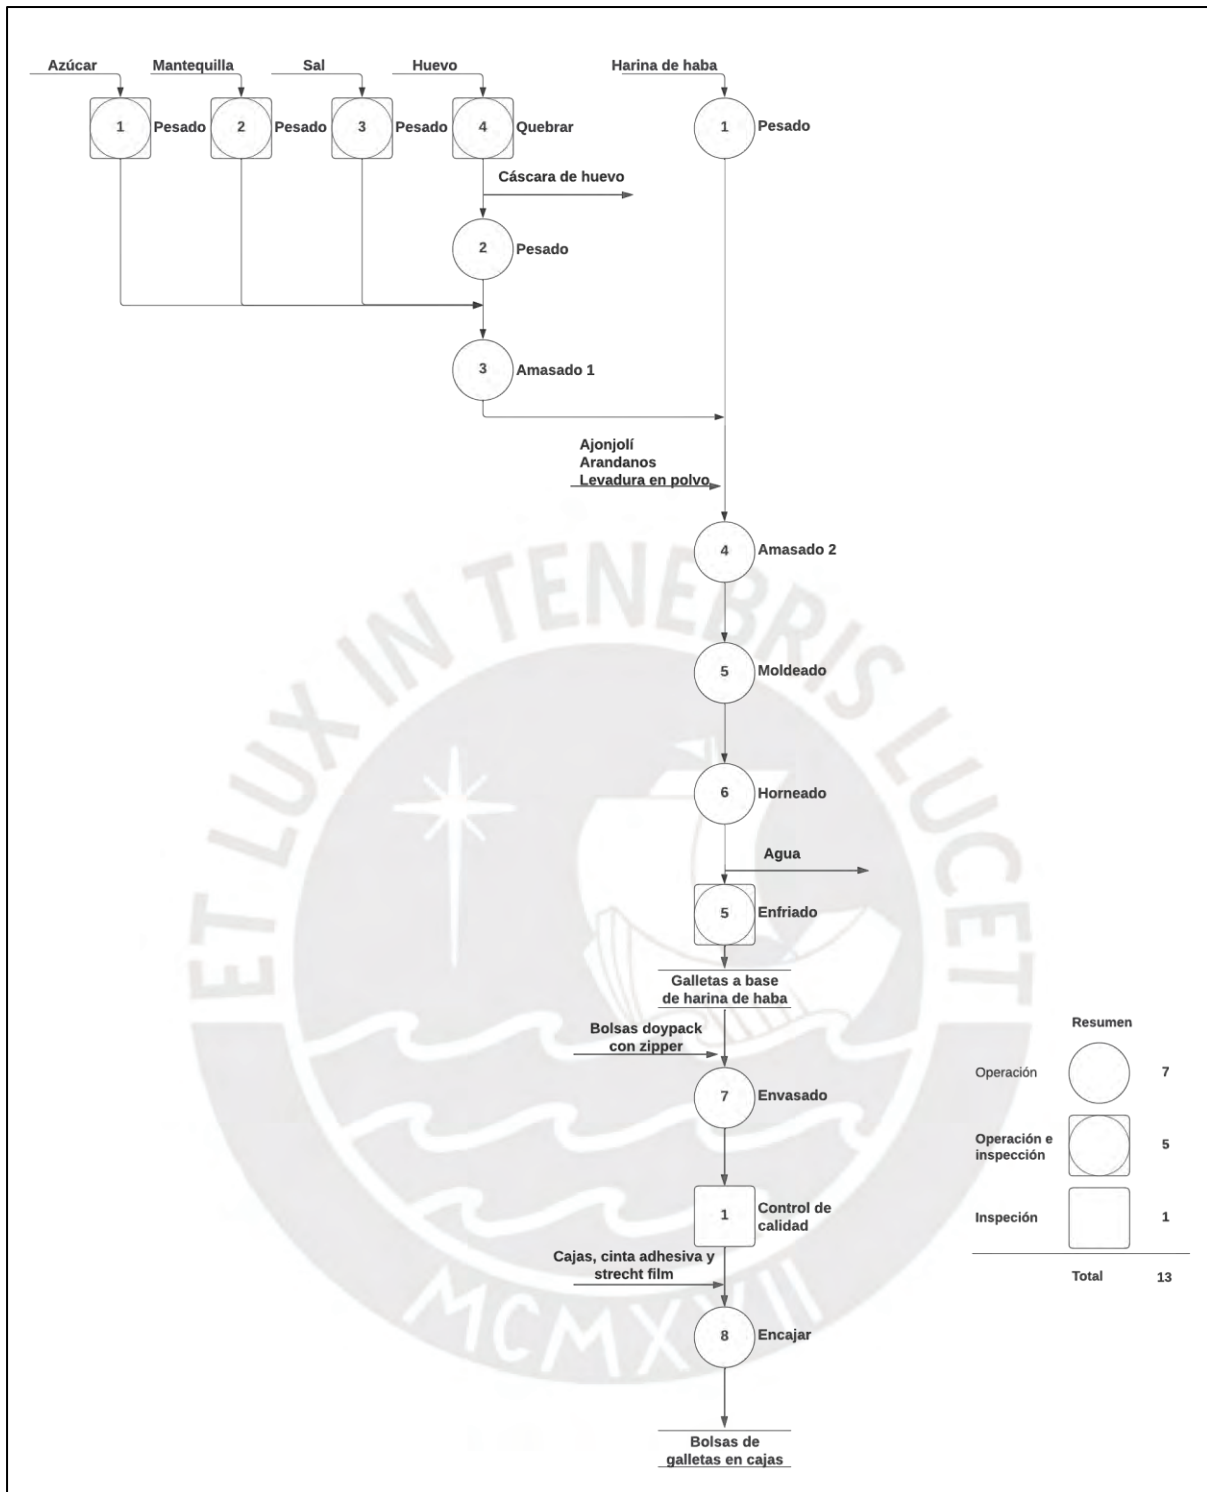 Azúcar
Mantequilla
Sal
Huevo
Harina de haba
1
Pesado
2
Pesado
3
Pesado
4
Quebrar
1
Pesado
Cáscara de huevo
2
Pesado
3
Amasado 1
Ajonjolí
Arandanos
Levadura en polvo
4
Amasado 2
5
Moldeado
6
Horneado
Agua
5
Enfriado
Galletas a base
de harina de haba
Bolsas doypack
con zipper
7
Envasado
1
Control de
calidad
Cajas, cinta adhesiva y
strecht film
8
Encajar
Bolsas de
galletas en cajas
Resumen
Operación
7
Operación e
inspección
5
Inspeción
1
Total
13
ET LUX IN TENEBRIS LUCET
MCMXVII